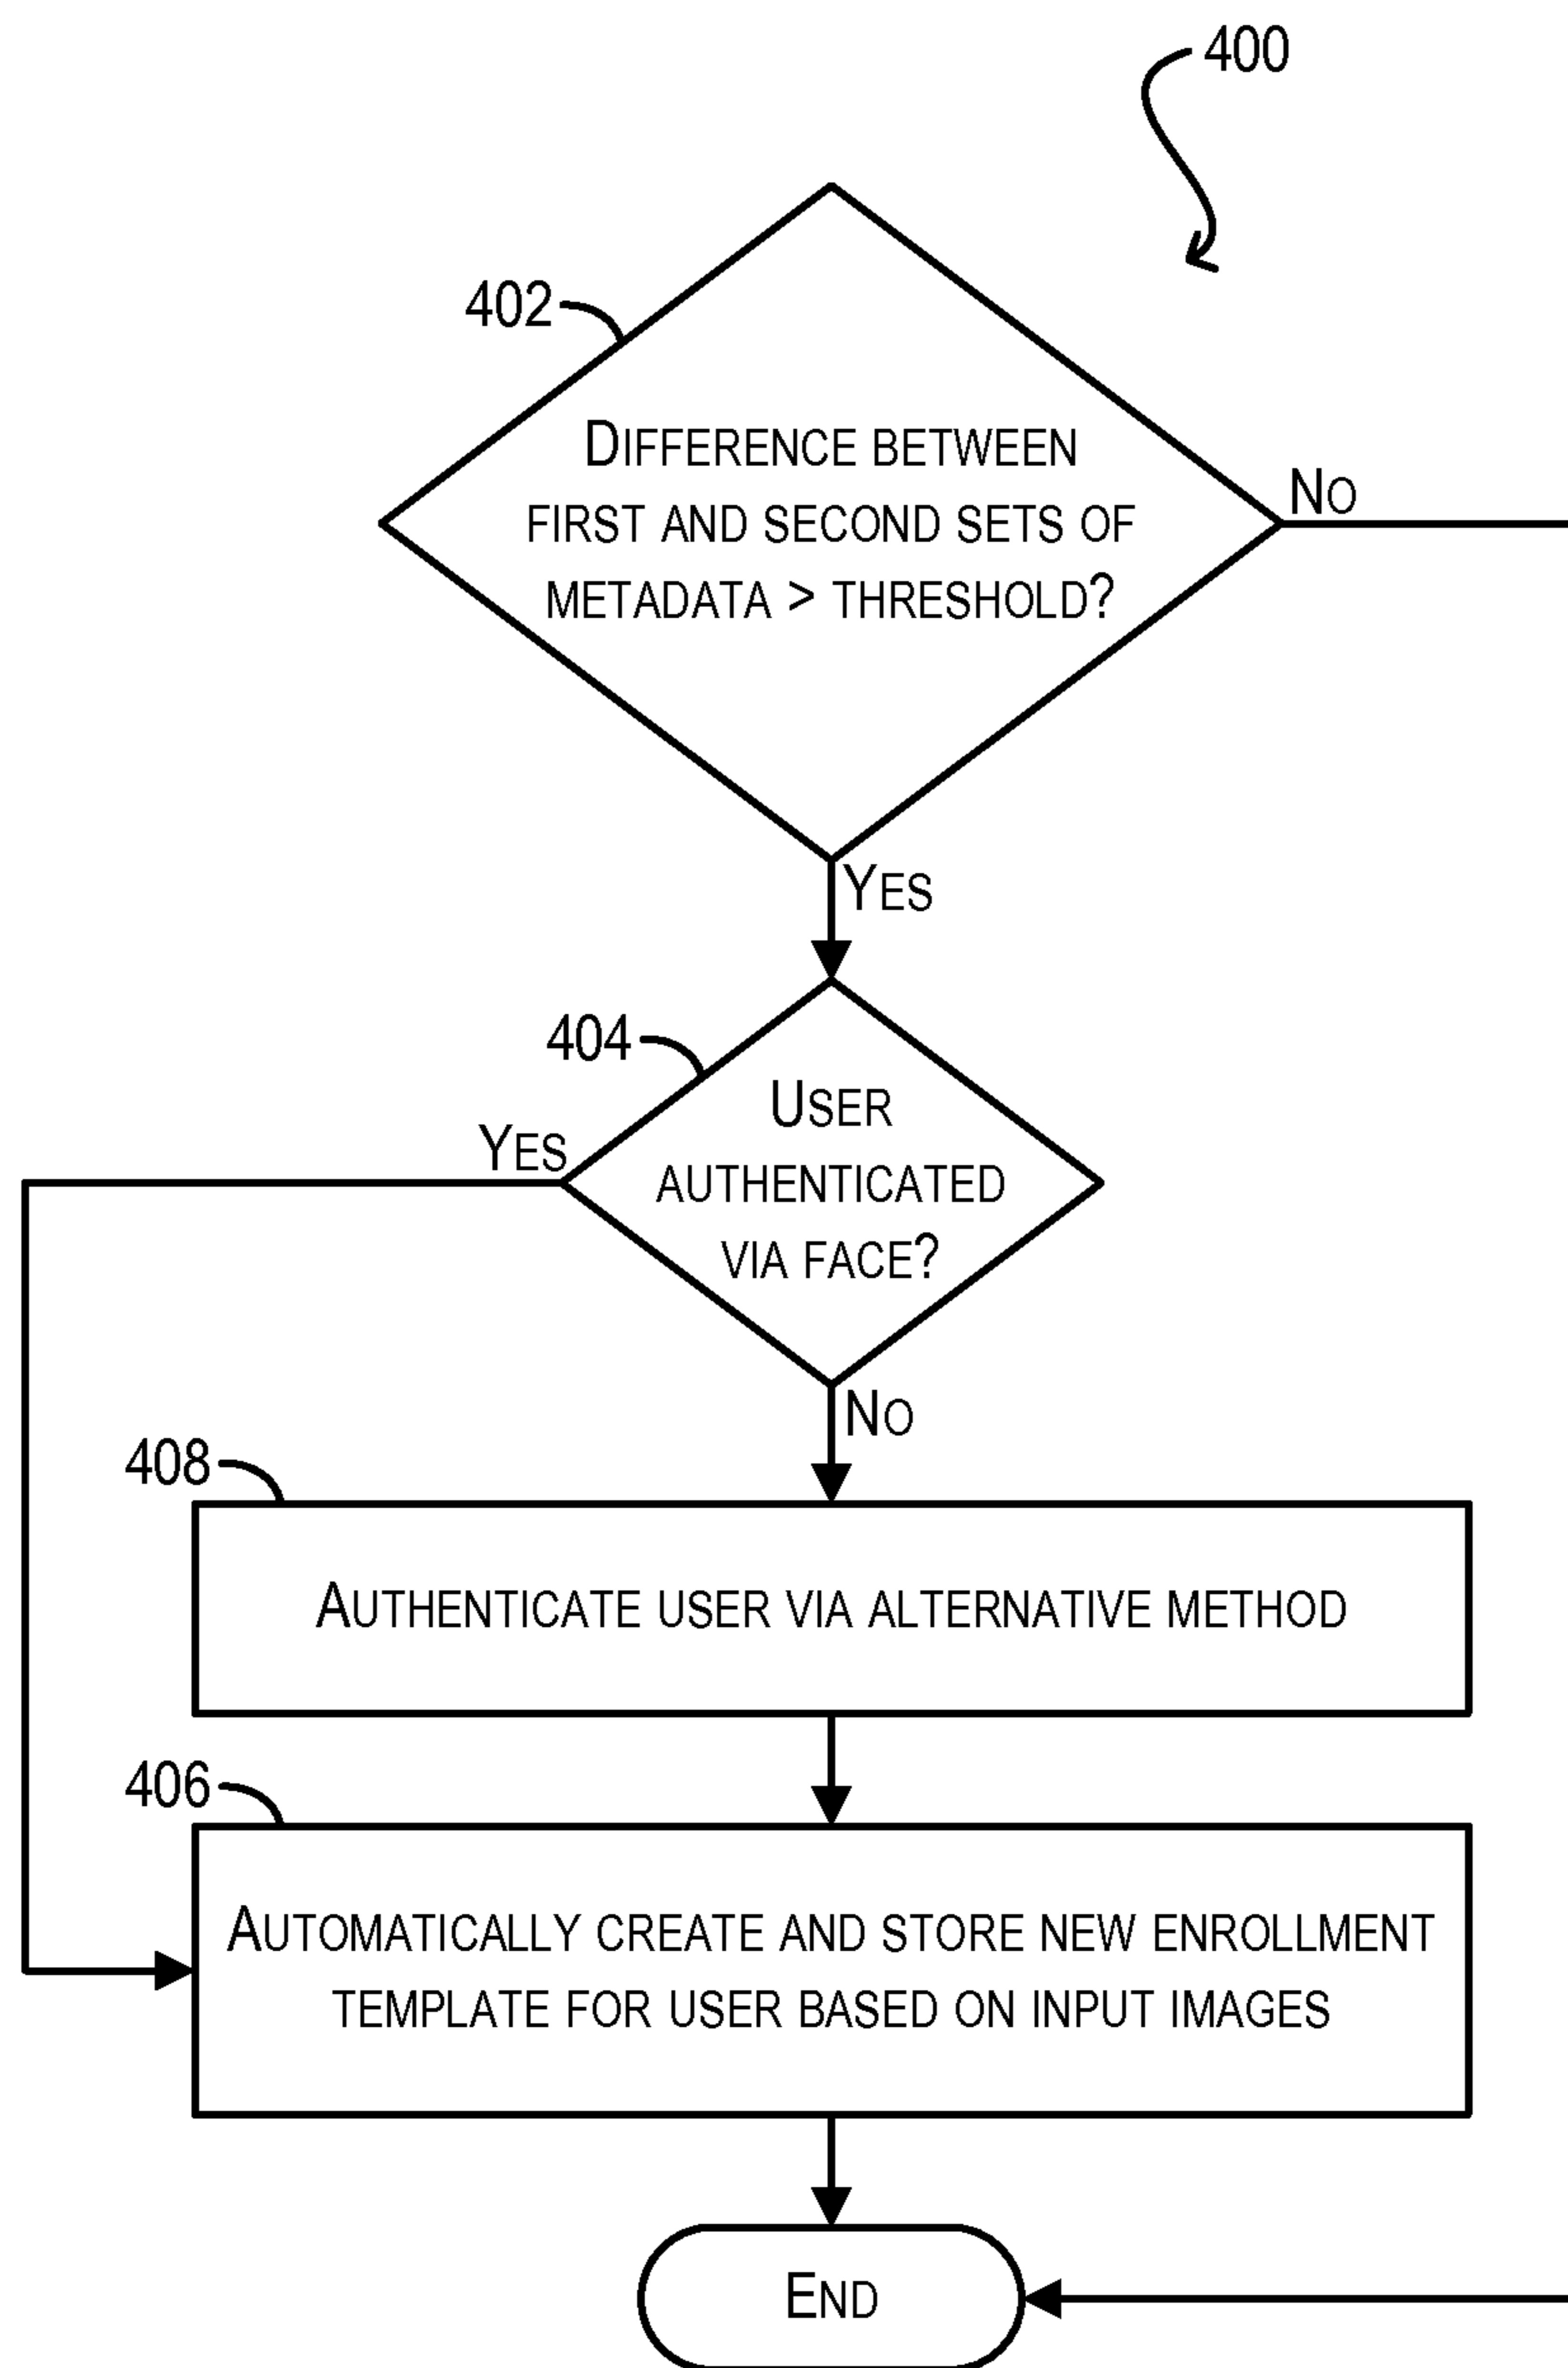 400
402
Difference between
first and second sets of
metadata > threshold?
No
Yes
404
User
authenticated
via face?
Yes
No
408
Authenticate user via alternative method
406
Automatically create and store new enrollment
template for user based on input images
End